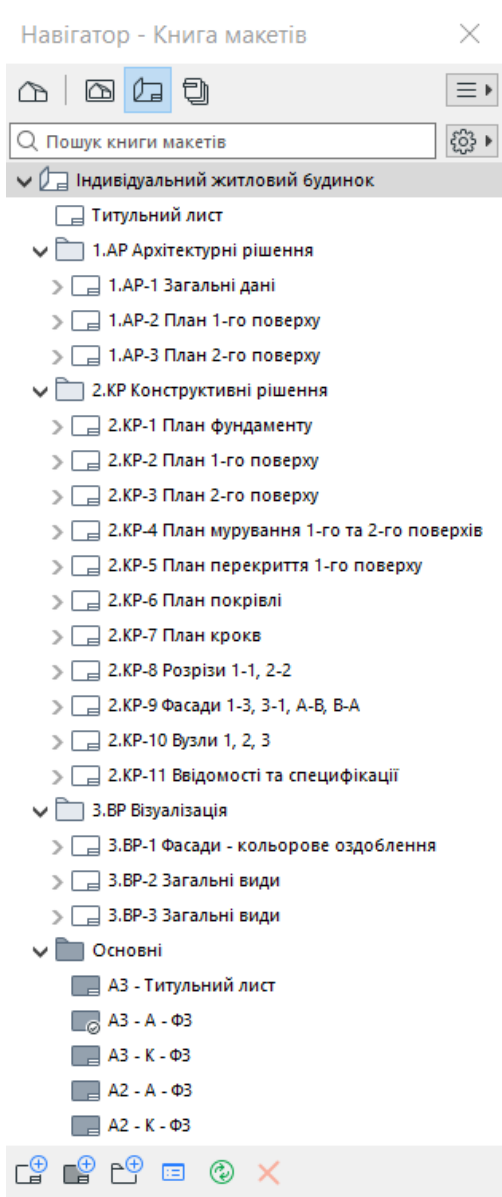 Навігатор - Книга макетів
Пошук книги макетів
Індивідуальний житловий будинок
Титульний лист
1.АР Архітектурні рішення
1.АР-1 Загальні дані
1.АР-2 План 1-го поверху
1.АР-3 План 2-го поверху
2.КР Конструктивні рішення
2.КР-1 План фундаменту
2.КР-2 План 1-го поверху
2.КР-3 План 2-го поверху
2.КР-4 План мурування 1-го та 2-го поверхів
2.КР-5 План перекриття 1-го поверху
2.КР-6 План покрівлі
2.КР-7 План крокв
2.КР-8 Розрізи 1-1, 2-2
2.КР-9 Фасади 1-3, 3-1, А-В, В-А
2.КР-10 Вузли 1, 2, 3
2.КР-11 Ввідомості та специфікації
3.ВР Візуалізація
3.ВР-1 Фасади - кольорове оздоблення
3.ВР-2 Загальні види
3.ВР-3 Загальні види
Основні
А3 - Титульний лист
А3 - А - Ф3
А3 - К - Ф3
А2 - А - Ф3
А2 - К - Ф3